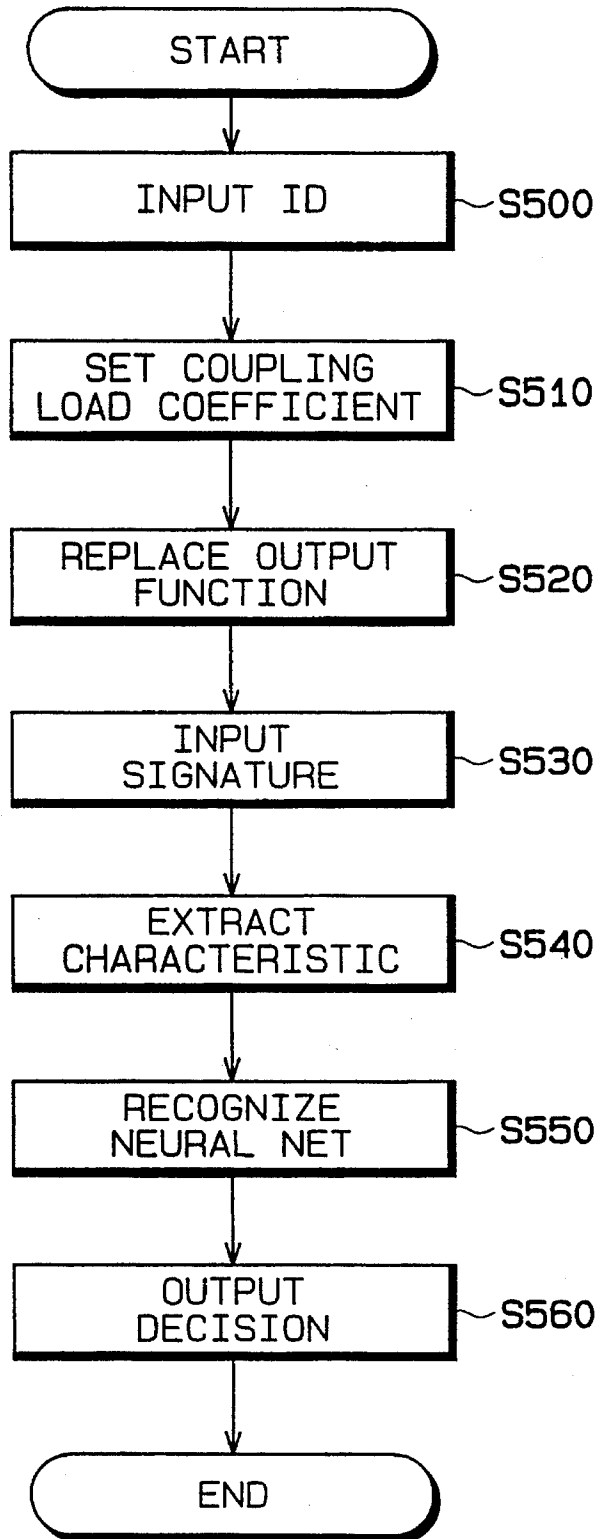 START
INPUT ID
S500
SET COUPLING
LOAD COEFFICIENT
S510
REPLACE OUTPUT
FUNCTION
S520
INPUT
SIGNATURE
S530
EXTRACT
CHARACTERISTIC
S540
RECOGNIZE
NEURAL NET
S550
OUTPUT
DECISION
S560
END